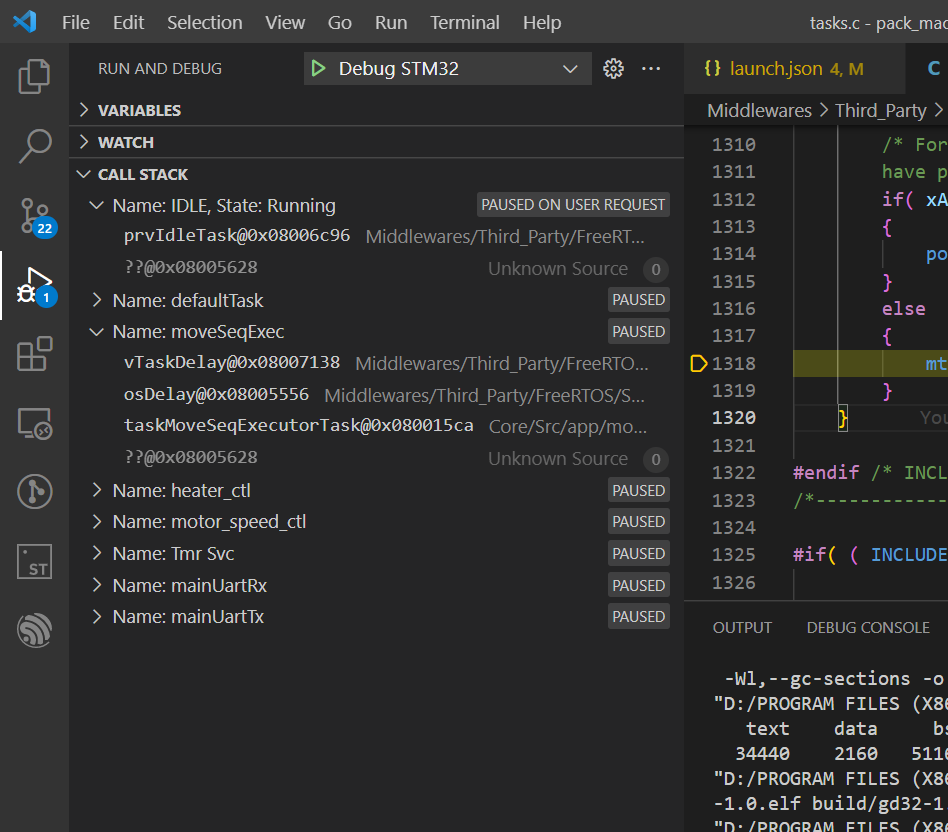 File Edit Selection View Go Run Terminal Help tasks.c - pack_mac
RUN AND DEBUG Debug STM32 ··· {} launch.json 4, M C
VARIABLES
WATCH
CALL STACK
Name: IDLE, State: Running PAUSED ON USER REQUEST
prvIdleTask@0x08006c96 Middlewares/Third_Party/FreeRT...
??@0x08005628 Unknown Source 0
Name: defaultTask PAUSED
Name: moveSeqExec PAUSED
vTaskDelay@0x08007138 Middlewares/Third_Party/FreeRTO...
osDelay@0x08005556 Middlewares/Third_Party/FreeRTOS/S...
taskMoveSeqExecutorTask@0x080015ca Core/Src/app/mo...
??@0x08005628 Unknown Source 0
Name: heater_ctl PAUSED
Name: motor_speed_ctl PAUSED
Name: Tmr Svc PAUSED
Name: mainUartRx PAUSED
Name: mainUartTx PAUSED
22
1
ST
Middlewares > Third_Party >
1310 /* For
1311 have p
1312 if( xA
1313 {
1314 po
1315 }
1316 else
1317 {
1318 mt
1319 }
1320 } You
1321
1322 #endif /* INCL
1323 /*------------
1324
1325 #if( ( INCLUDE
1326
OUTPUT DEBUG CONSOLE
-Wl,--gc-sections -o
"D:/PROGRAM FILES (X86
text data bs
34440 2160 5116
"D:/PROGRAM FILES (X86
-1.0.elf build/gd32-1
"D:/PROGRAM FILES (X86